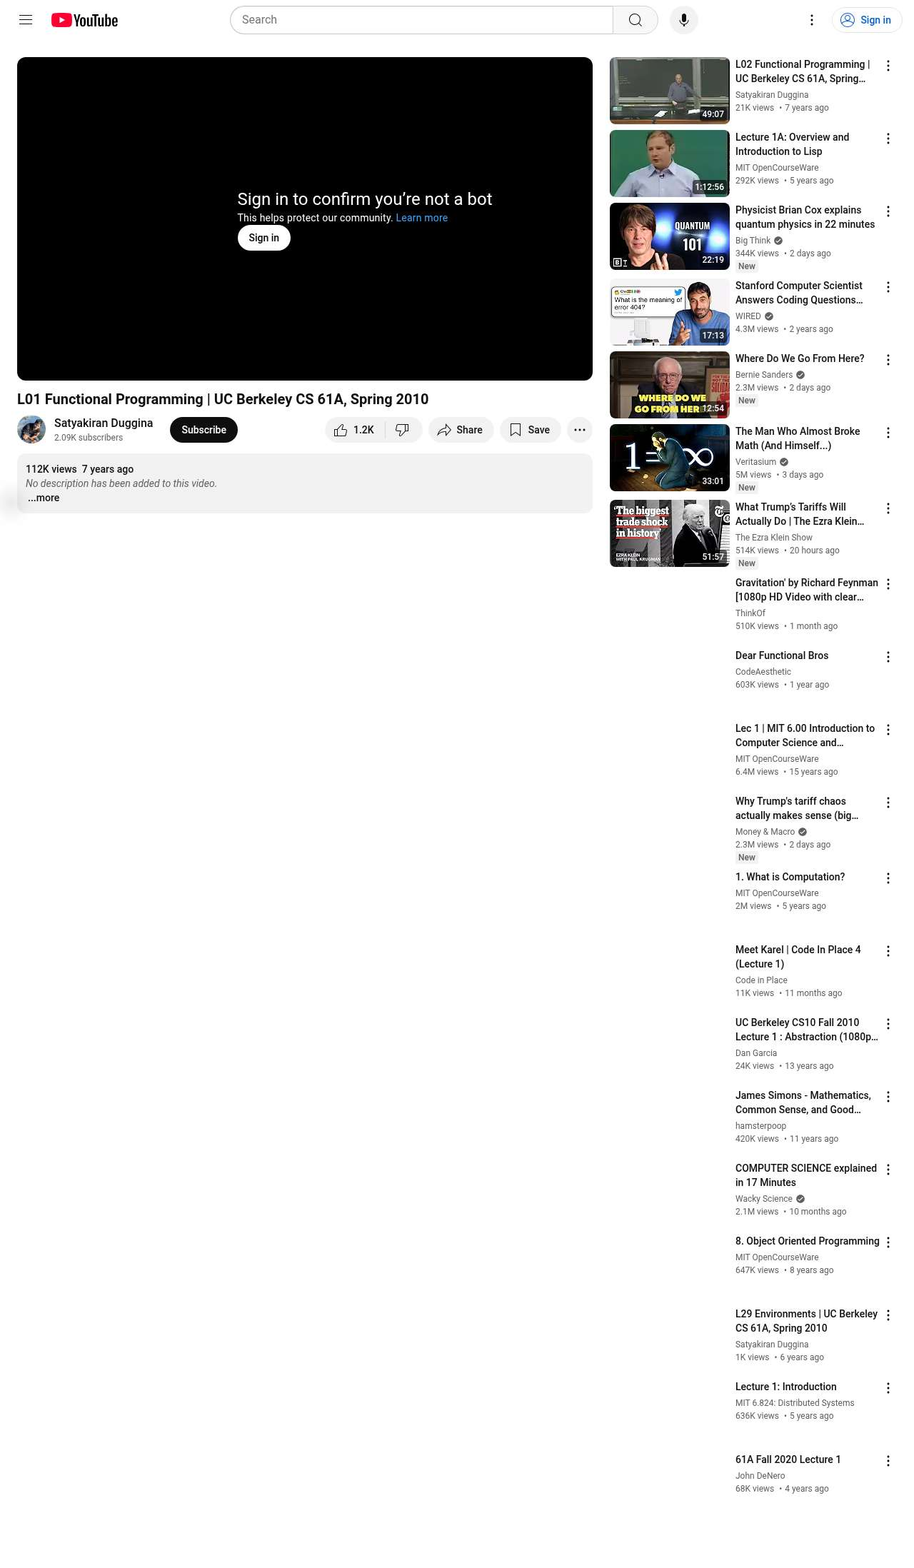 YouTube
Search
Sign in
Sign in to confirm you’re not a bot
This helps protect our community. Learn more
Sign in
L01 Functional Programming | UC Berkeley CS 61A, Spring 2010
Satyakiran Duggina
2.09K subscribers
Subscribe
1.2K
Share
Save
112K views 7 years ago
No description has been added to this video.
...more
49:07
L02 Functional Programming |
UC Berkeley CS 61A, Spring…
Satyakiran Duggina
21K views • 7 years ago
1:12:56
Lecture 1A: Overview and
Introduction to Lisp
MIT OpenCourseWare
292K views • 5 years ago
QUANTUM
101
22:19
Physicist Brian Cox explains
quantum physics in 22 minutes
Big Think
344K views • 2 days ago
New
What is the meaning of
error 404?
17:13
Stanford Computer Scientist
Answers Coding Questions…
WIRED
4.3M views • 2 years ago
WHERE DO WE
GO FROM HER
12:54
Where Do We Go From Here?
Bernie Sanders
2.3M views • 2 days ago
New
1=∞
33:01
The Man Who Almost Broke
Math (And Himself...)
Veritasium
5M views • 3 days ago
New
‘The biggest
trade shock
in history’
EZRA KLEIN
WITH PAUL KRUGMAN
51:57
What Trump’s Tariffs Will
Actually Do | The Ezra Klein…
The Ezra Klein Show
514K views • 20 hours ago
New
Gravitation' by Richard Feynman
[1080p HD Video with clear…
ThinkOf
510K views • 1 month ago
Dear Functional Bros
CodeAesthetic
603K views • 1 year ago
Lec 1 | MIT 6.00 Introduction to
Computer Science and…
MIT OpenCourseWare
6.4M views • 15 years ago
Why Trump's tariff chaos
actually makes sense (big…
Money & Macro
2.3M views • 2 days ago
New
1. What is Computation?
MIT OpenCourseWare
2M views • 5 years ago
Meet Karel | Code In Place 4
(Lecture 1)
Code in Place
11K views • 11 months ago
UC Berkeley CS10 Fall 2010
Lecture 1 : Abstraction (1080p…
Dan Garcia
24K views • 13 years ago
James Simons - Mathematics,
Common Sense, and Good…
hamsterpoop
420K views • 11 years ago
COMPUTER SCIENCE explained
in 17 Minutes
Wacky Science
2.1M views • 10 months ago
8. Object Oriented Programming
MIT OpenCourseWare
647K views • 8 years ago
L29 Environments | UC Berkeley
CS 61A, Spring 2010
Satyakiran Duggina
1K views • 6 years ago
Lecture 1: Introduction
MIT 6.824: Distributed Systems
636K views • 5 years ago
61A Fall 2020 Lecture 1
John DeNero
68K views • 4 years ago